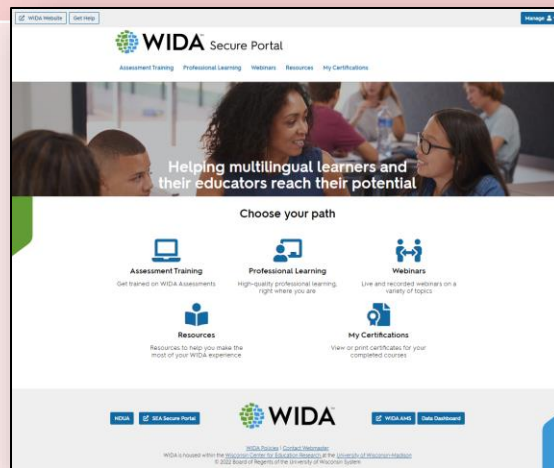 WIDA Website
Get Help
Manage
WIDA Secure Portal
Assessment Training Professional Learning Webinars Resources My Certifications
Helping multilingual learners and
their educators reach their potential
Choose your path
Assessment Training
Get trained on WIDA Assessments
Professional Learning
High-quality professional learning,
right where you are
Webinars
Live and recorded webinars on a
variety of topics
Resources
Resources to help you make the
most of your WIDA experience
My Certifications
View or print certificates for your
completed courses
NDUA
SEA Secure Portal
WIDA
WIDA AMS
Data Dashboard
WIDA Policies | Contact Webmaster
WIDA is housed within the Wisconsin Center for Education Research at the University of Wisconsin-Madison
© 2022 Board of Regents of the University of Wisconsin System